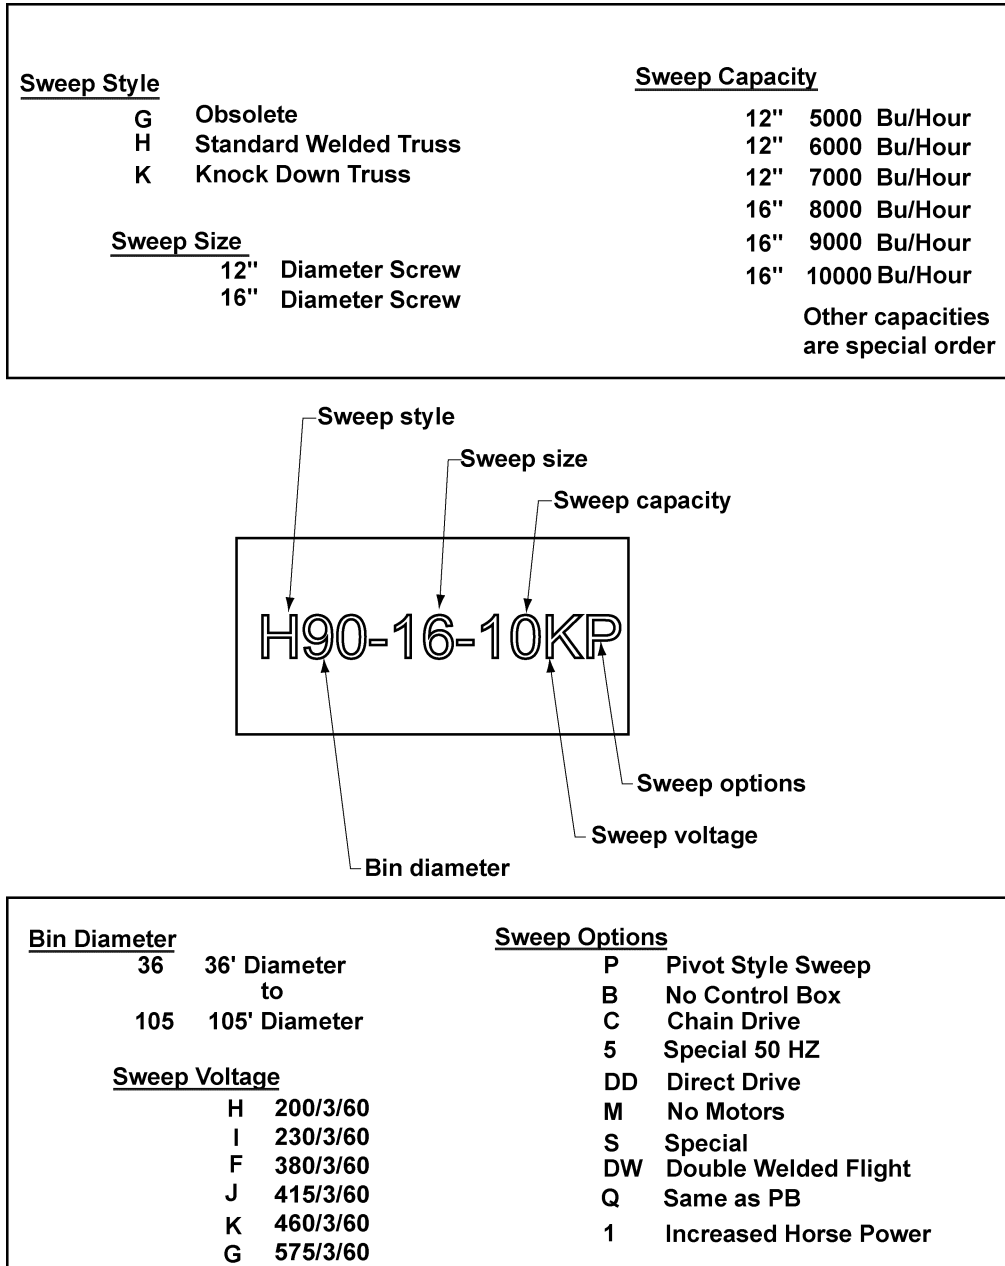 Sweep Style
G Obsolete
H Standard Welded Truss
K Knock Down Truss
Sweep Size
12" Diameter Screw
16" Diameter Screw
Sweep Capacity
12" 5000 Bu/Hour
12" 6000 Bu/Hour
12" 7000 Bu/Hour
16" 8000 Bu/Hour
16" 9000 Bu/Hour
16" 10000 Bu/Hour
Other capacities
are special order
Sweep style
Sweep size
Sweep capacity
H90-16-10KP
Sweep options
Sweep voltage
Bin diameter
Bin Diameter
36 36' Diameter
to
105 105' Diameter
Sweep Voltage
H 200/3/60
I 230/3/60
F 380/3/60
J 415/3/60
K 460/3/60
G 575/3/60
Sweep Options
P Pivot Style Sweep
B No Control Box
C Chain Drive
5 Special 50 HZ
DD Direct Drive
M No Motors
S Special
DW Double Welded Flight
Q Same as PB
1 Increased Horse Power